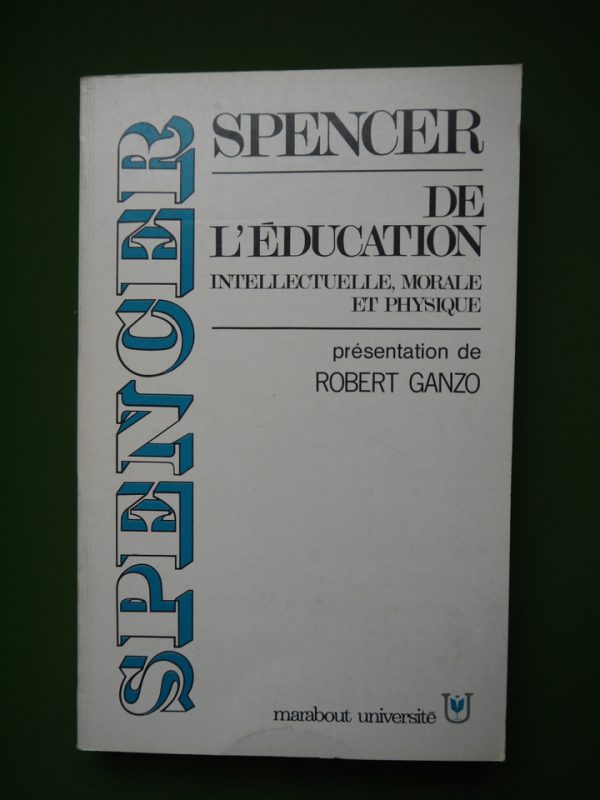 SPENCER
SPENCER
DE
L'ÉDUCATION
INTELLECTUELLE, MORALE
ET PHYSIQUE
présentation de
ROBERT GANZO
marabout université